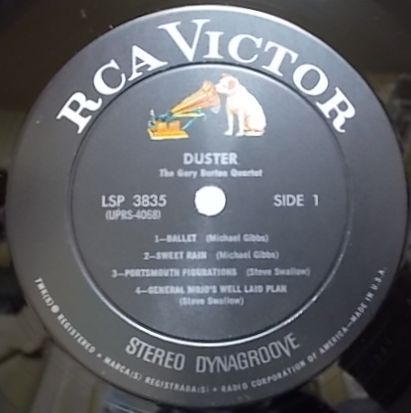 RCA VICTOR
DUSTER
The Gary Burton Quartet
LSP 3835
(UPRS-4068)
SIDE 1
1—BALLET (Michael Gibbs)
2—SWEET RAIN (Michael Gibbs)
3—PORTSMOUTH FIGURATIONS (Steve Swallow)
4—GENERAL MOJO'S WELL LAID PLAN
(Steve Swallow)
STEREO DYNAGROOVE
TMK(S) ® REGISTERED • MARCA(S) REGISTRADA(S) • RADIO CORPORATION OF AMERICA—MADE IN U.S.A.